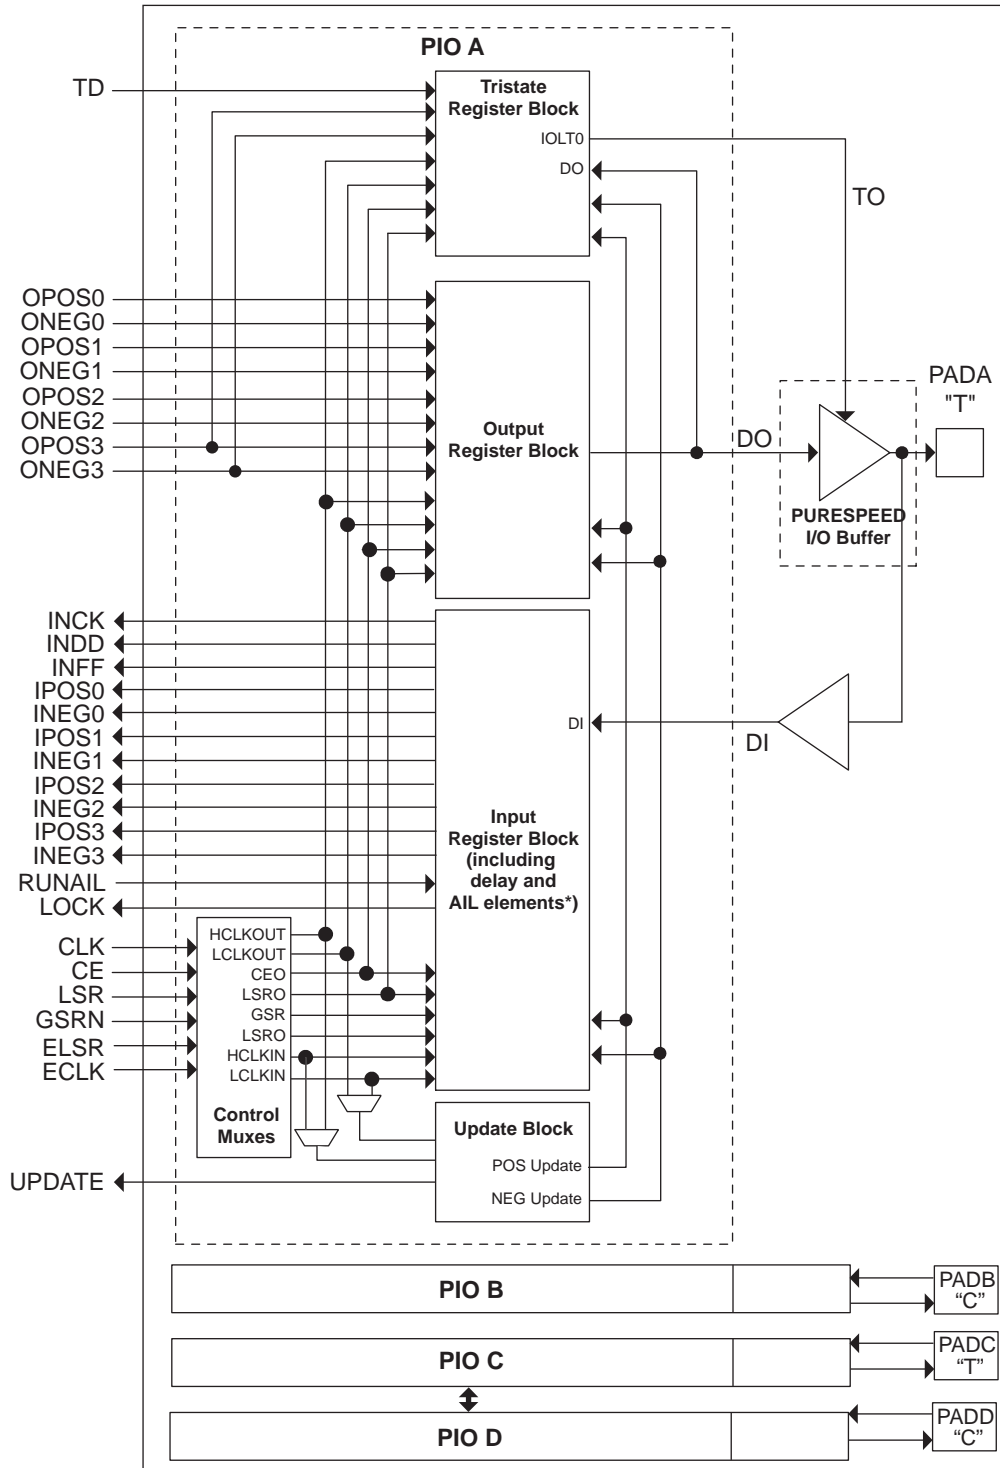 PIO A
TD
Tristate
Register Block
IOLT0
DO
TO
OPOS0
ONEG0
OPOS1
ONEG1
OPOS2
ONEG2
OPOS3
ONEG3
Output
Register Block
DO
PADA
"T"
PURESPEED
I/O Buffer
INCK
INDD
INFF
IPOS0
INEG0
IPOS1
INEG1
IPOS2
INEG2
IPOS3
INEG3
RUNAIL
LOCK
DI
DI
Input
Register Block
(including
delay and
AIL elements*)
CLK
CE
LSR
GSRN
ELSR
ECLK
HCLKOUT
LCLKOUT
CEO
LSRO
GSR
LSRO
HCLKIN
LCLKIN
Control
Muxes
Update Block
POS Update
NEG Update
UPDATE
PIO B
PADB
“C”
PIO C
PADC
“T”
PIO D
PADD
“C”